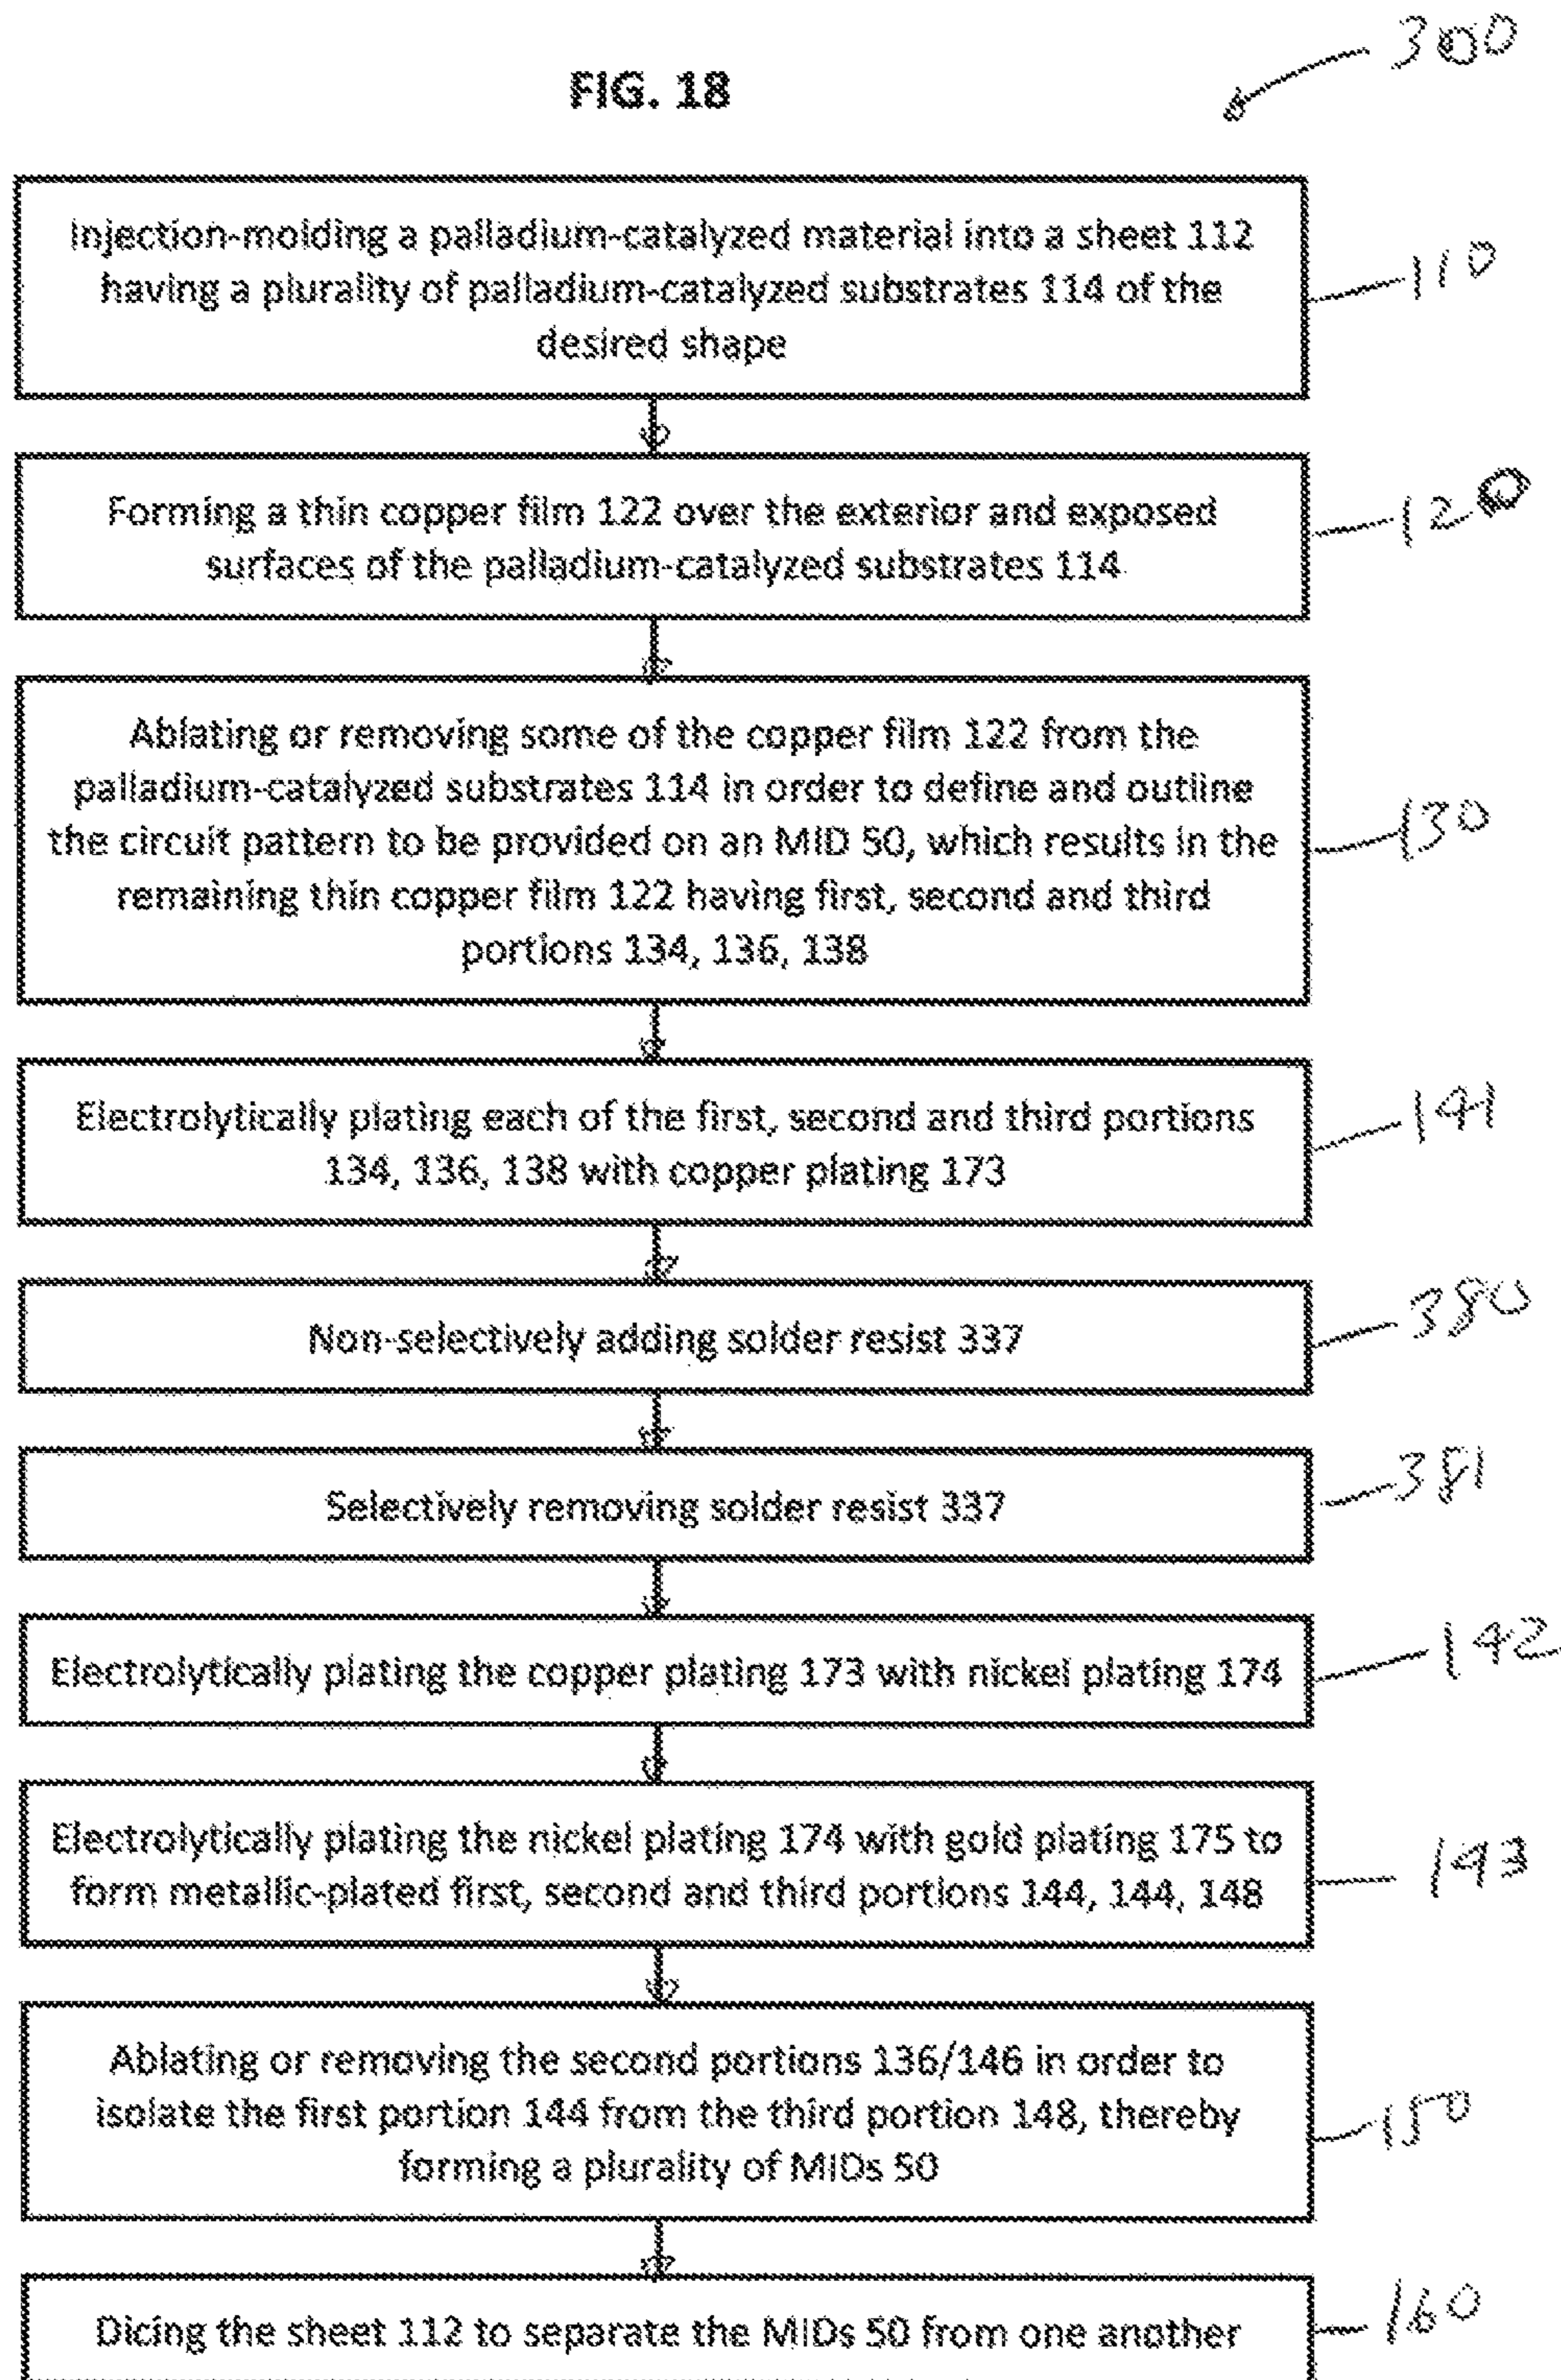 300
FIG. 18
Injection-molding a palladium-catalyzed material into a sheet 112
having a plurality of palladium-catalyzed substrates 114 of the
desired shape
110
Forming a thin copper film 122 over the exterior and exposed
surfaces of the palladium-catalyzed substrates 114
120
Ablating or removing some of the copper film 122 from the
palladium-catalyzed substrates 114 in order to define and outline
the circuit pattern to be provided on an MID 50, which results in the
remaining thin copper film 122 having first, second and third
portions 134, 136, 138
130
Electrolytically plating each of the first, second and third portions
134, 136, 138 with copper plating 173
141
Non-selectively adding solder resist 337
380
Selectively removing solder resist 337
381
Electrolytically plating the copper plating 173 with nickel plating 174
142
Electrolytically plating the nickel plating 174 with gold plating 175 to
form metallic-plated first, second and third portions 144, 144, 148
143
Ablating or removing the second portions 136/146 in order to
isolate the first portion 144 from the third portion 148, thereby
forming a plurality of MIDs 50
150
Dicing the sheet 112 to separate the MIDs 50 from one another
160